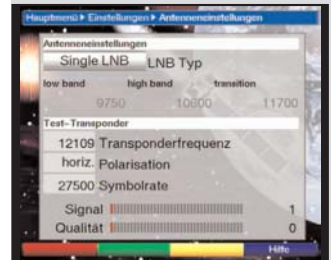 Hauptmenü▸Einstellungen▸Antenneneinstellungen
Antenneneinstellungen
Single LNB LNB Typ
low band high band transition
9750 10600 11700
Test-Transponder
12109 Transponderfrequenz
horiz. Polarisation
27500 Symbolrate
Signal 1
Qualität 0
Hilfe